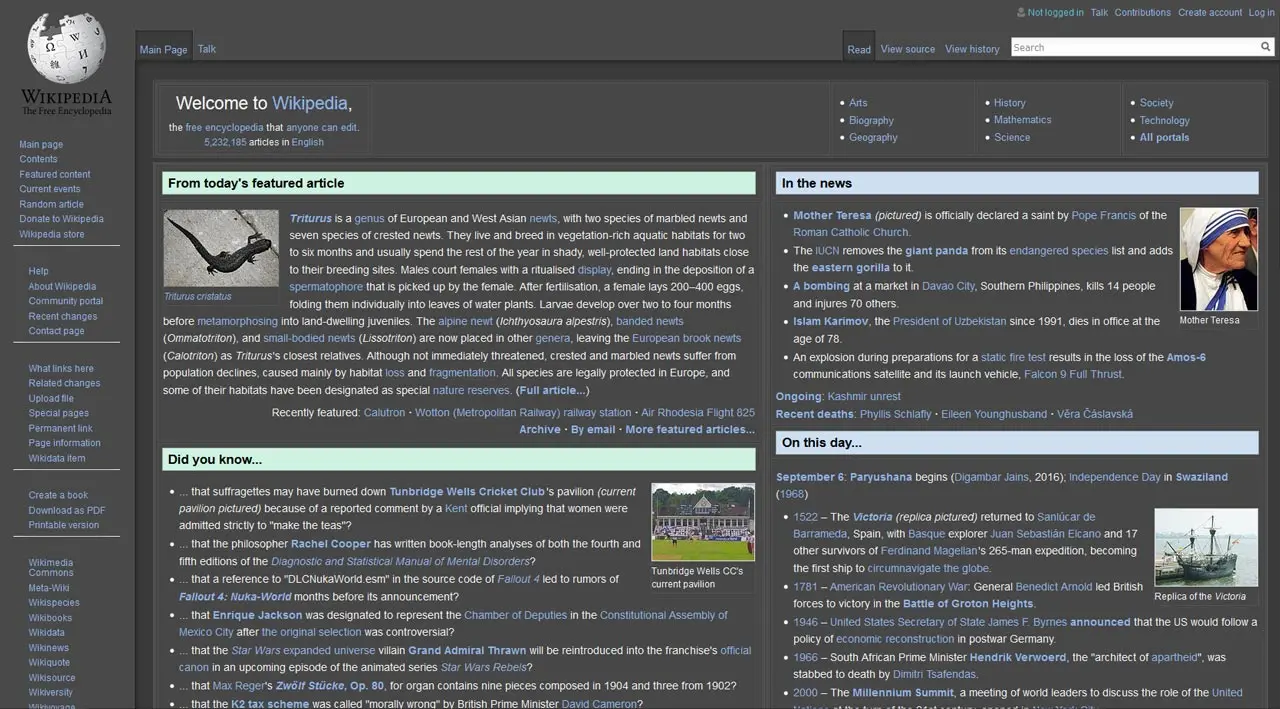 Not logged in Talk Contributions Create account Log in
Main Page Talk
Read View source View history
Search
WIKIPEDIA
The Free Encyclopedia
Main page
Contents
Featured content
Current events
Random article
Donate to Wikipedia
Wikipedia store
Help
About Wikipedia
Community portal
Recent changes
Contact page
What links here
Related changes
Upload file
Special pages
Permanent link
Page information
Wikidata item
Create a book
Download as PDF
Printable version
Wikimedia
Commons
Meta-Wiki
Wikispecies
Wikibooks
Wikidata
Wikinews
Wikiquote
Wikisource
Wikiversity
Wikivoyage
Welcome to Wikipedia,
the free encyclopedia that anyone can edit.
5,232,185 articles in English
Arts
Biography
Geography
History
Mathematics
Science
Society
Technology
All portals
From today's featured article
Triturus is a genus of European and West Asian newts, with two species of marbled newts and
seven species of crested newts. They live and breed in vegetation-rich aquatic habitats for two
to six months and usually spend the rest of the year in shady, well-protected land habitats close
to their breeding sites. Males court females with a ritualised display, ending in the deposition of a
spermatophore that is picked up by the female. After fertilisation, a female lays 200–400 eggs,
folding them individually into leaves of water plants. Larvae develop over two to four months
Triturus cristatus
before metamorphosing into land-dwelling juveniles. The alpine newt (Ichthyosaura alpestris), banded newts
(Ommatotriton), and small-bodied newts (Lissotriton) are now placed in other genera, leaving the European brook newts
(Calotriton) as Triturus's closest relatives. Although not immediately threatened, crested and marbled newts suffer from
population declines, caused mainly by habitat loss and fragmentation. All species are legally protected in Europe, and
some of their habitats have been designated as special nature reserves. (Full article...)
Recently featured: Calutron · Wotton (Metropolitan Railway) railway station · Air Rhodesia Flight 825
Archive · By email · More featured articles...
Did you know...
... that suffragettes may have burned down Tunbridge Wells Cricket Club's pavilion (current
pavilion pictured) because of a reported comment by a Kent official implying that women were
admitted strictly to "make the teas"?
... that the philosopher Rachel Cooper has written book-length analyses of both the fourth and
fifth editions of the Diagnostic and Statistical Manual of Mental Disorders?
... that a reference to "DLCNukaWorld.esm" in the source code of Fallout 4 led to rumors of
Fallout 4: Nuka-World months before its announcement?
Tunbridge Wells CC's
current pavilion
... that Enrique Jackson was designated to represent the Chamber of Deputies in the Constitutional Assembly of
Mexico City after the original selection was controversial?
... that the Star Wars expanded universe villain Grand Admiral Thrawn will be reintroduced into the franchise's official
canon in an upcoming episode of the animated series Star Wars Rebels?
... that Max Reger's Zwölf Stücke, Op. 80, for organ contains nine pieces composed in 1904 and three from 1902?
... that the K2 tax scheme was called "morally wrong" by British Prime Minister David Cameron?
In the news
Mother Teresa (pictured) is officially declared a saint by Pope Francis of the
Roman Catholic Church.
The IUCN removes the giant panda from its endangered species list and adds
the eastern gorilla to it.
A bombing at a market in Davao City, Southern Philippines, kills 14 people
and injures 70 others.
Islam Karimov, the President of Uzbekistan since 1991, dies in office at the
age of 78.
Mother Teresa
An explosion during preparations for a static fire test results in the loss of the Amos-6
communications satellite and its launch vehicle, Falcon 9 Full Thrust.
Ongoing: Kashmir unrest
Recent deaths: Phyllis Schlafly · Eileen Younghusband · Věra Čáslavská
On this day...
September 6: Paryushana begins (Digambar Jains, 2016); Independence Day in Swaziland
(1968)
1522 – The Victoria (replica pictured) returned to Sanlúcar de
Barrameda, Spain, with Basque explorer Juan Sebastián Elcano and 17
other survivors of Ferdinand Magellan's 265-man expedition, becoming
the first ship to circumnavigate the globe.
1781 – American Revolutionary War: General Benedict Arnold led British
forces to victory in the Battle of Groton Heights.
Replica of the Victoria
1946 – United States Secretary of State James F. Byrnes announced that the US would follow a
policy of economic reconstruction in postwar Germany.
1966 – South African Prime Minister Hendrik Verwoerd, the "architect of apartheid", was
stabbed to death by Dimitri Tsafendas.
2000 – The Millennium Summit, a meeting of world leaders to discuss the role of the United
Nations at the turn of the 21st century, opened in New York City.